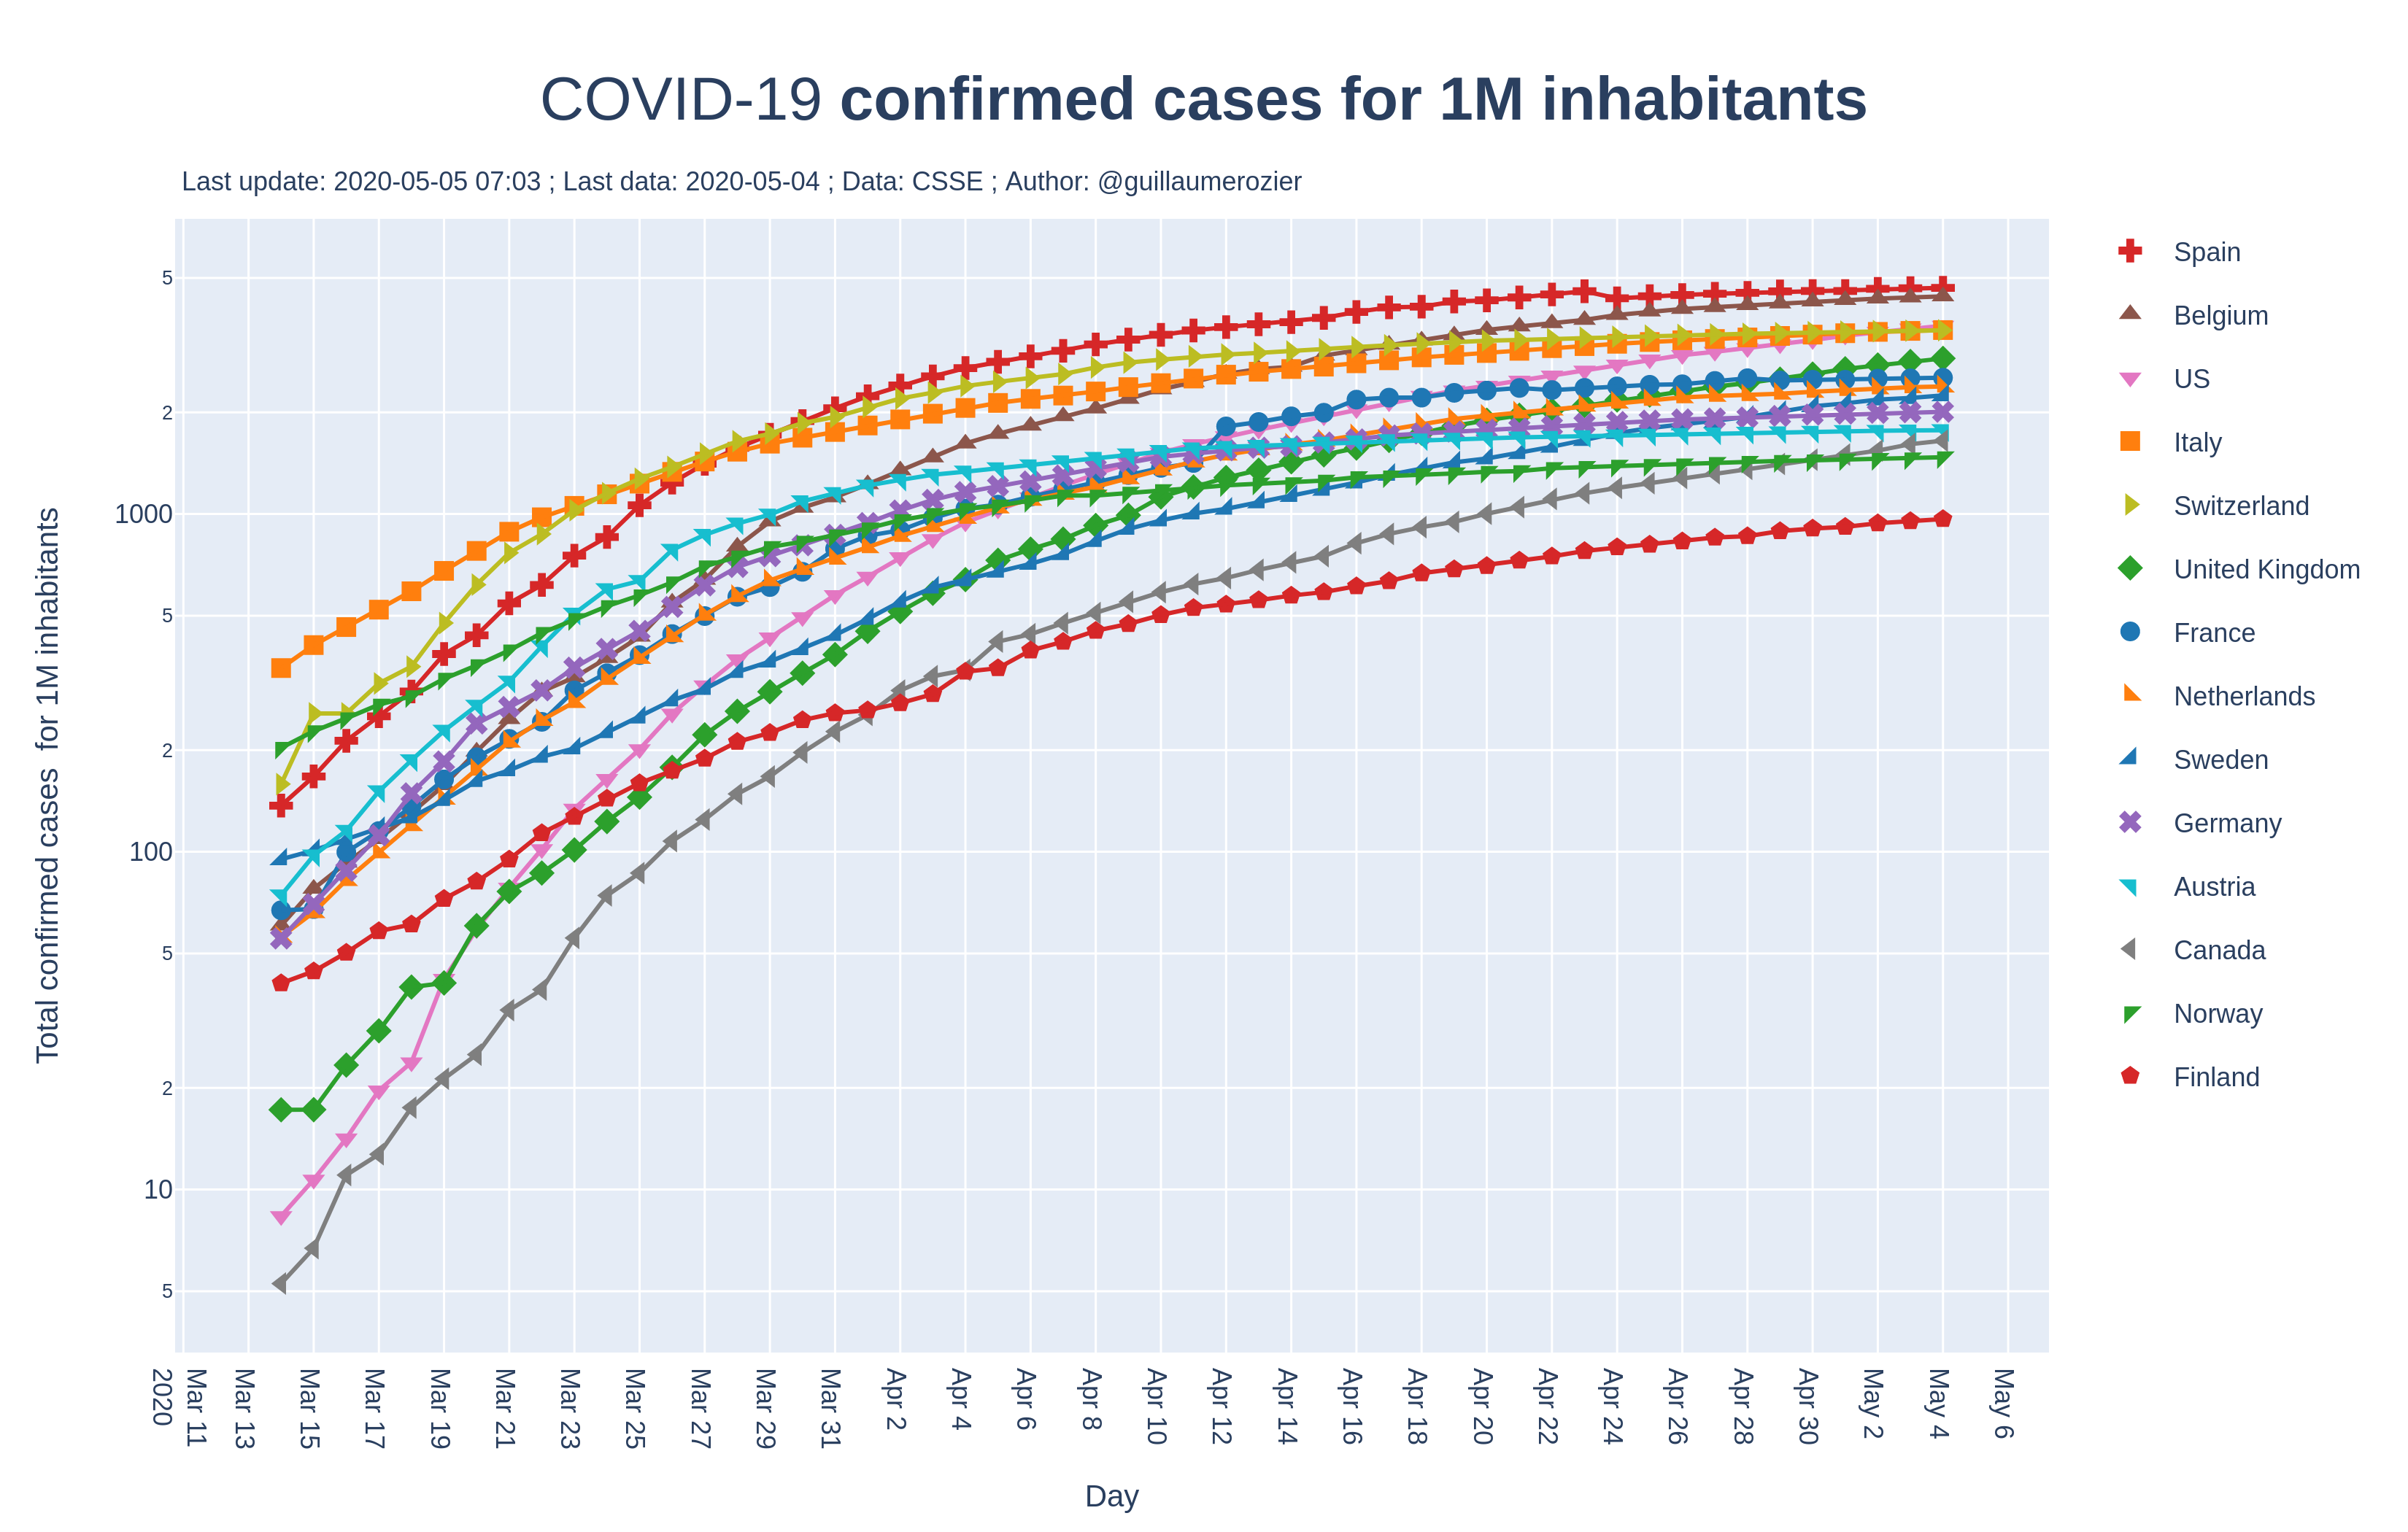 COVID-19 confirmed cases for 1M inhabitants
Last update: 2020-05-05 07:03 ; Last data: 2020-05-04 ; Data: CSSE ; Author: @guillaumerozier
Total confirmed cases for 1M inhabitants
5
2
1000
5
2
100
5
2
10
5
Mar 11
2020
Mar 13
Mar 15
Mar 17
Mar 19
Mar 21
Mar 23
Mar 25
Mar 27
Mar 29
Mar 31
Apr 2
Apr 4
Apr 6
Apr 8
Apr 10
Apr 12
Apr 14
Apr 16
Apr 18
Apr 20
Apr 22
Apr 24
Apr 26
Apr 28
Apr 30
May 2
May 4
May 6
Day
Spain
Belgium
US
Italy
Switzerland
United Kingdom
France
Netherlands
Sweden
Germany
Austria
Canada
Norway
Finland